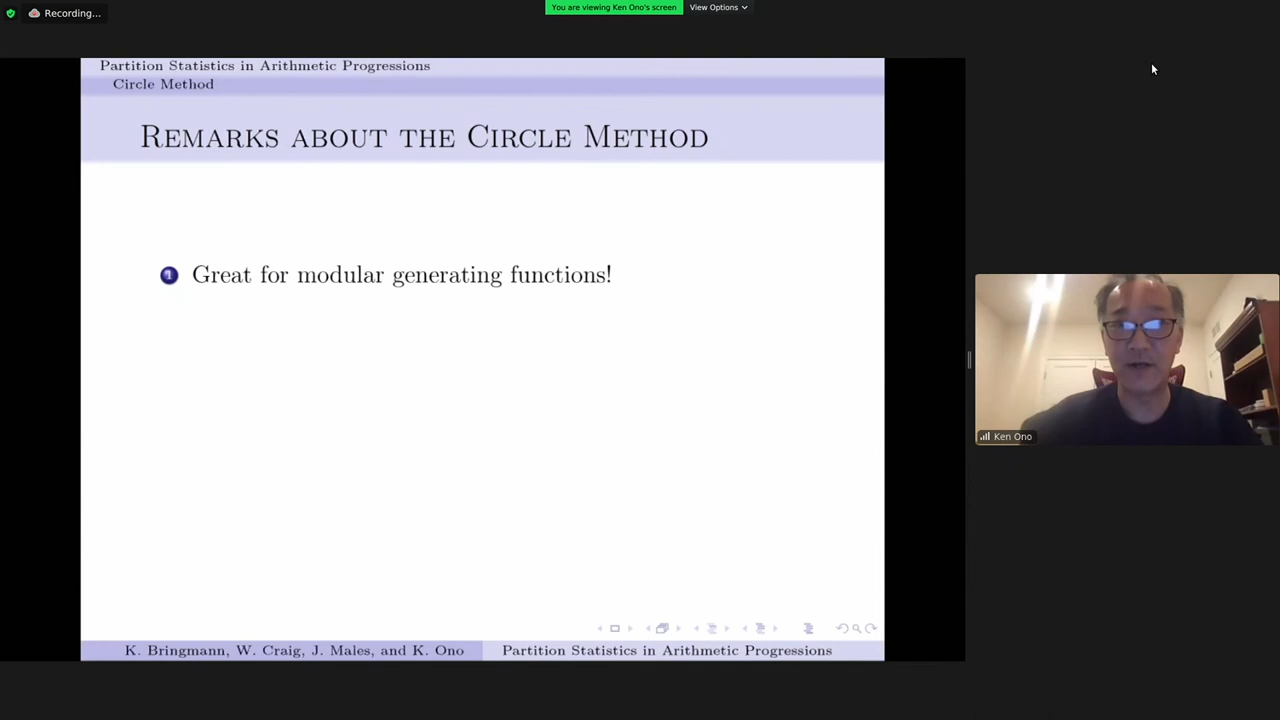 Recording...
You are viewing Ken Ono's screen
View Options
Partition Statistics in Arithmetic Progressions
Circle Method
Remarks about the Circle Method
1 Great for modular generating functions!
Ken Ono
K. Bringmann, W. Craig, J. Males, and K. Ono
Partition Statistics in Arithmetic Progressions